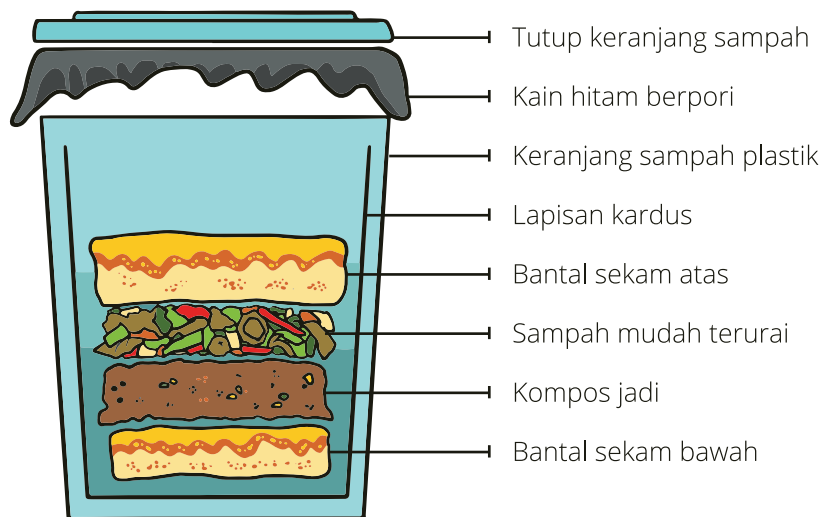 Tutup keranjang sampah
Kain hitam berpori
Keranjang sampah plastik
Lapisan kardus
Bantal sekam atas
Sampah mudah terurai
Kompos jadi
Bantal sekam bawah